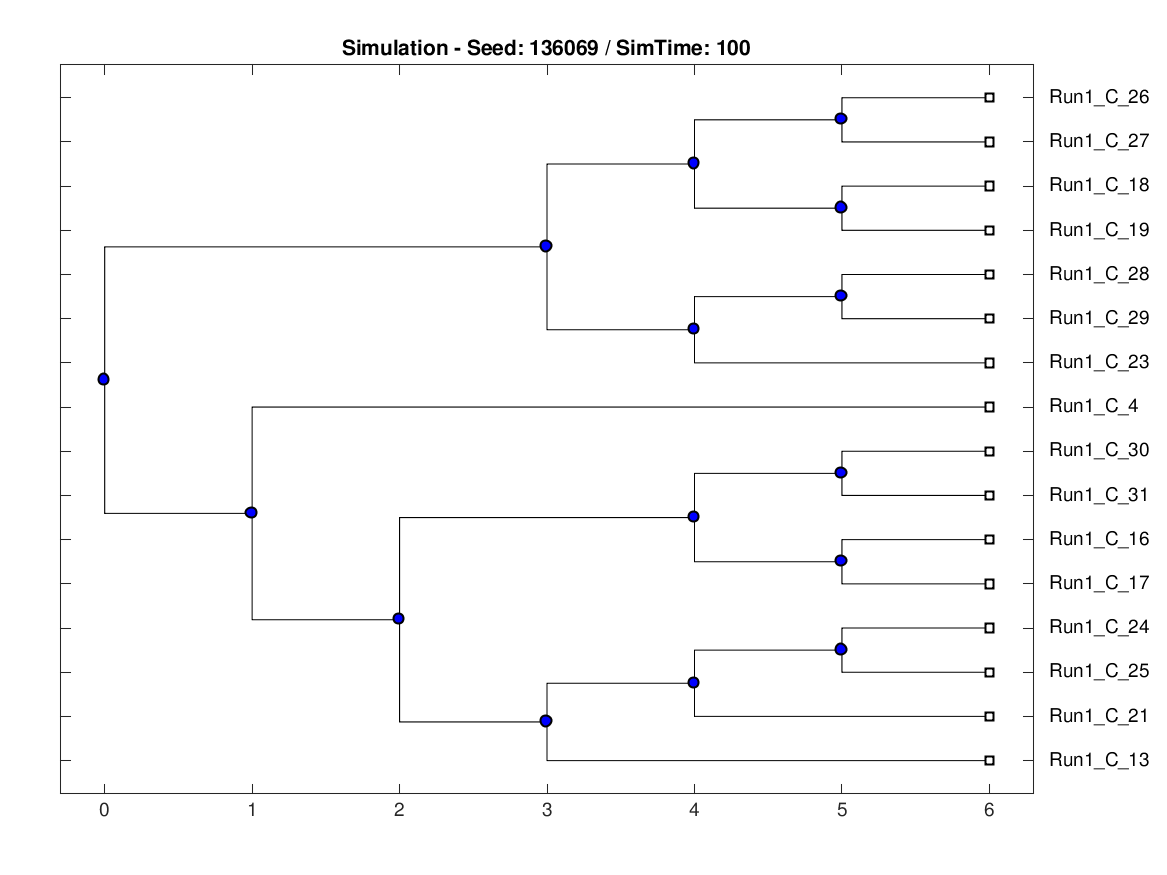 Simulation - Seed: 136069 / SimTime: 100
Run1_C_26
Run1_C_27
Run1_C_18
Run1_C_19
Run1_C_28
Run1_C_29
Run1_C_23
Run1_C_4
Run1_C_30
Run1_C_31
Run1_C_16
Run1_C_17
Run1_C_24
Run1_C_25
Run1_C_21
Run1_C_13
0 1 2 3 4 5 6